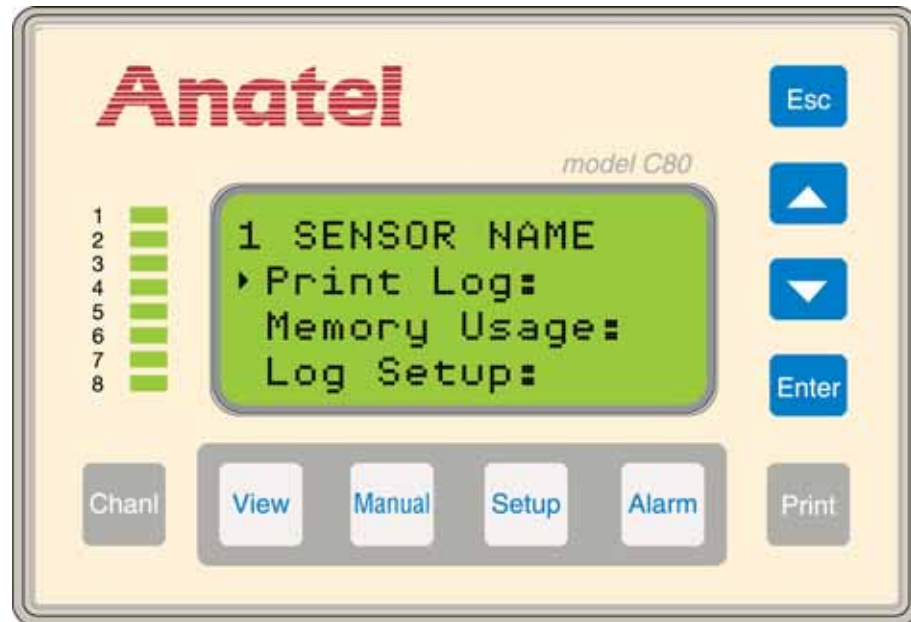 Anatel
Esc
model C80
1
2
3
4
5
6
7
8
1 SENSOR NAME
Print Log:
Memory Usage:
Log Setup:
Enter
Chanl
View
Manual
Setup
Alarm
Print